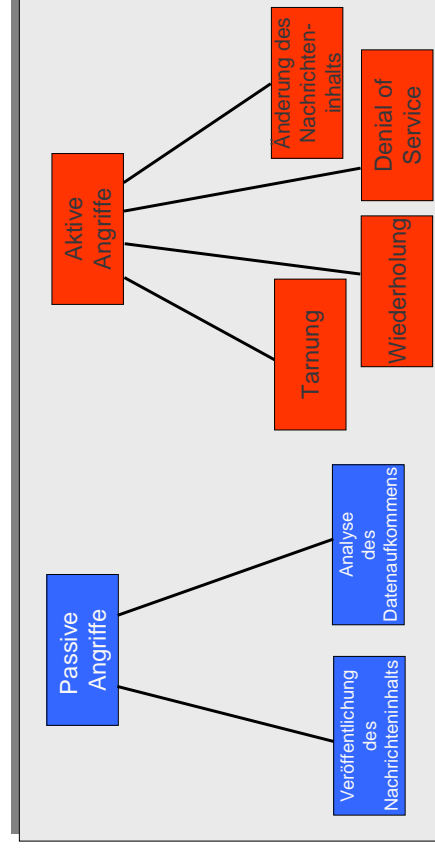 Passive
Angriffe
Aktive
Angriffe
Veröffentlichung
des
Nachrichteninhalts
Analyse
des
Datenaufkommens
Tarnung
Wiederholung
Denial of
Service
Änderung des
Nachrichten-
inhalts